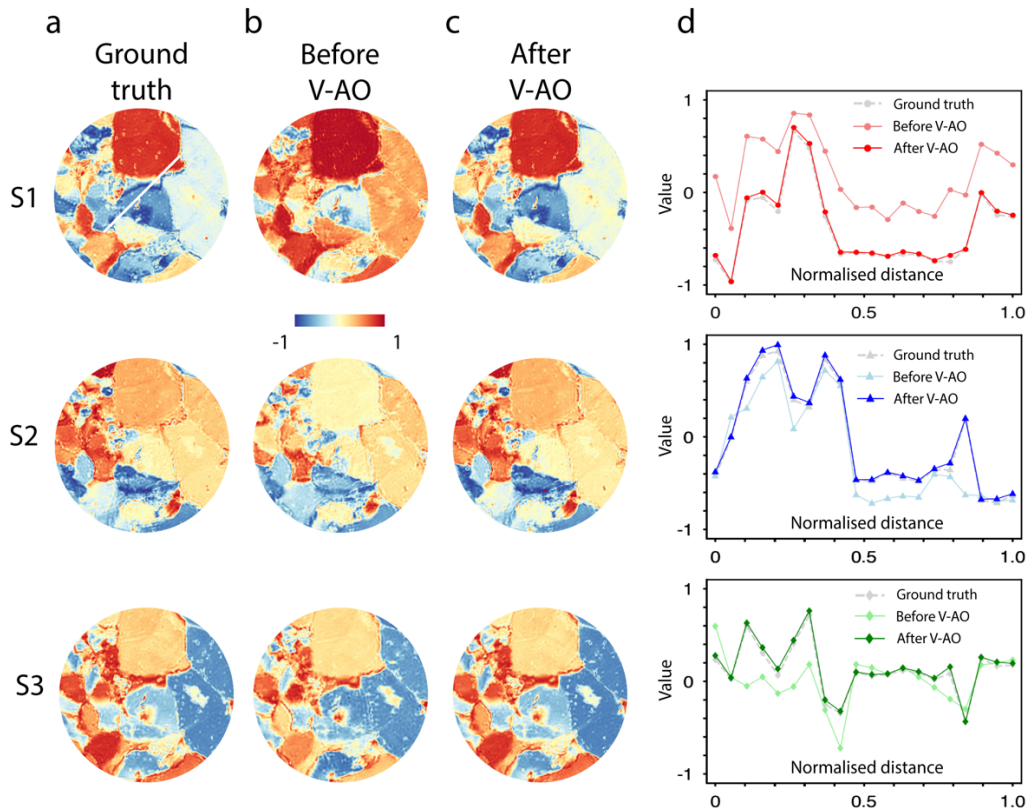 a
b
c
d
Ground
truth
Before
V-AO
After
V-AO
S1
S2
S3
-1
1
1
0
-1
Value
Ground truth
Before V-AO
After V-AO
Normalised distance
0
0.5
1.0
1
0
-1
Value
Ground truth
Before V-AO
After V-AO
Normalised distance
0
0.5
1.0
1
0
-1
Value
Ground truth
Before V-AO
After V-AO
Normalised distance
0
0.5
1.0